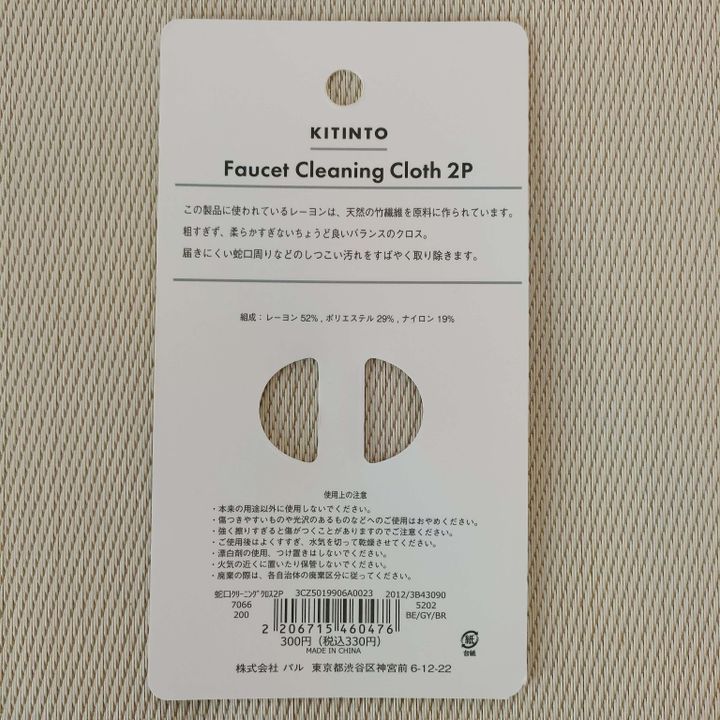 KITINTO
Faucet Cleaning Cloth 2P
この製品に使われているレーヨンは、天然の竹繊維を原料に作られています。
粗すぎず、柔らかすぎないちょうど良いバランスのクロス。
届きにくい蛇口周りなどのしつこい汚れをすばやく取り除きます。
組成：レーヨン 52% , ポリエステル 29% , ナイロン 19%
使用上の注意
・本来の用途以外に使用しないでください。
・傷つきやすいものや光沢のあるものなどへのご使用はおやめください。
・強く擦りすぎると傷がつくことがありますのでご注意ください。
・ご使用後はよくすすぎ、水気を切って乾燥させてください。
・漂白剤の使用、つけ置きはしないでください。
・火気の近くに置いたり保管しないでください。
・廃棄の際は、各自治体の廃棄区分に従ってください。
蛇口ｸﾘｰﾆﾝｸﾞｸﾛｽ2P 3CZ5019906A0023 2012/3B43090
7066 5202
200 BE/GY/BR
2 206715 460476
300円（税込330円）
MADE IN CHINA
紙
台紙
株式会社 パル 東京都渋谷区神宮前 6-12-22